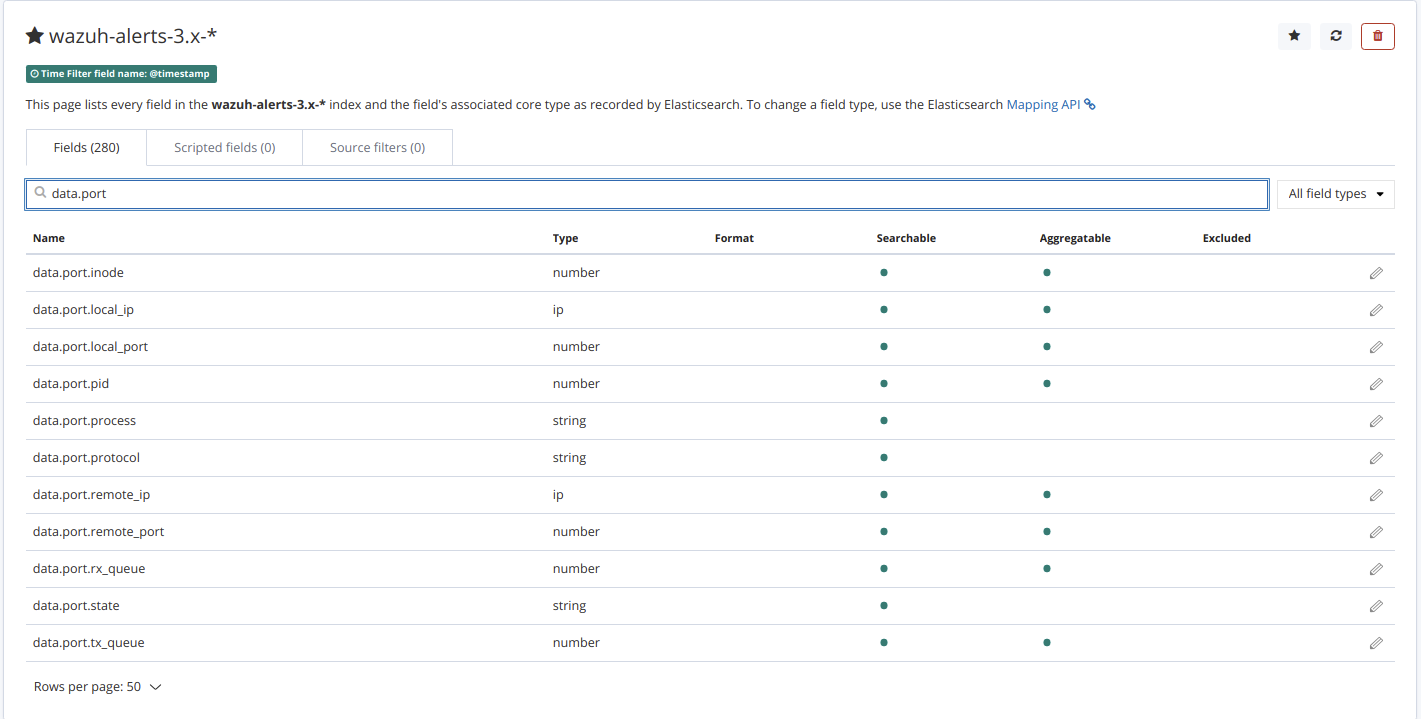 wazuh-alerts-3.x-*
Time Filter field name: @timestamp
This page lists every field in the wazuh-alerts-3.x-* index and the field's associated core type as recorded by Elasticsearch. To change a field type, use the Elasticsearch Mapping API
Fields (280) Scripted fields (0) Source filters (0)
data.port All field types
Name Type Format Searchable Aggregatable Excluded
data.port.inode number
data.port.local_ip ip
data.port.local_port number
data.port.pid number
data.port.process string
data.port.protocol string
data.port.remote_ip ip
data.port.remote_port number
data.port.rx_queue number
data.port.state string
data.port.tx_queue number
Rows per page: 50